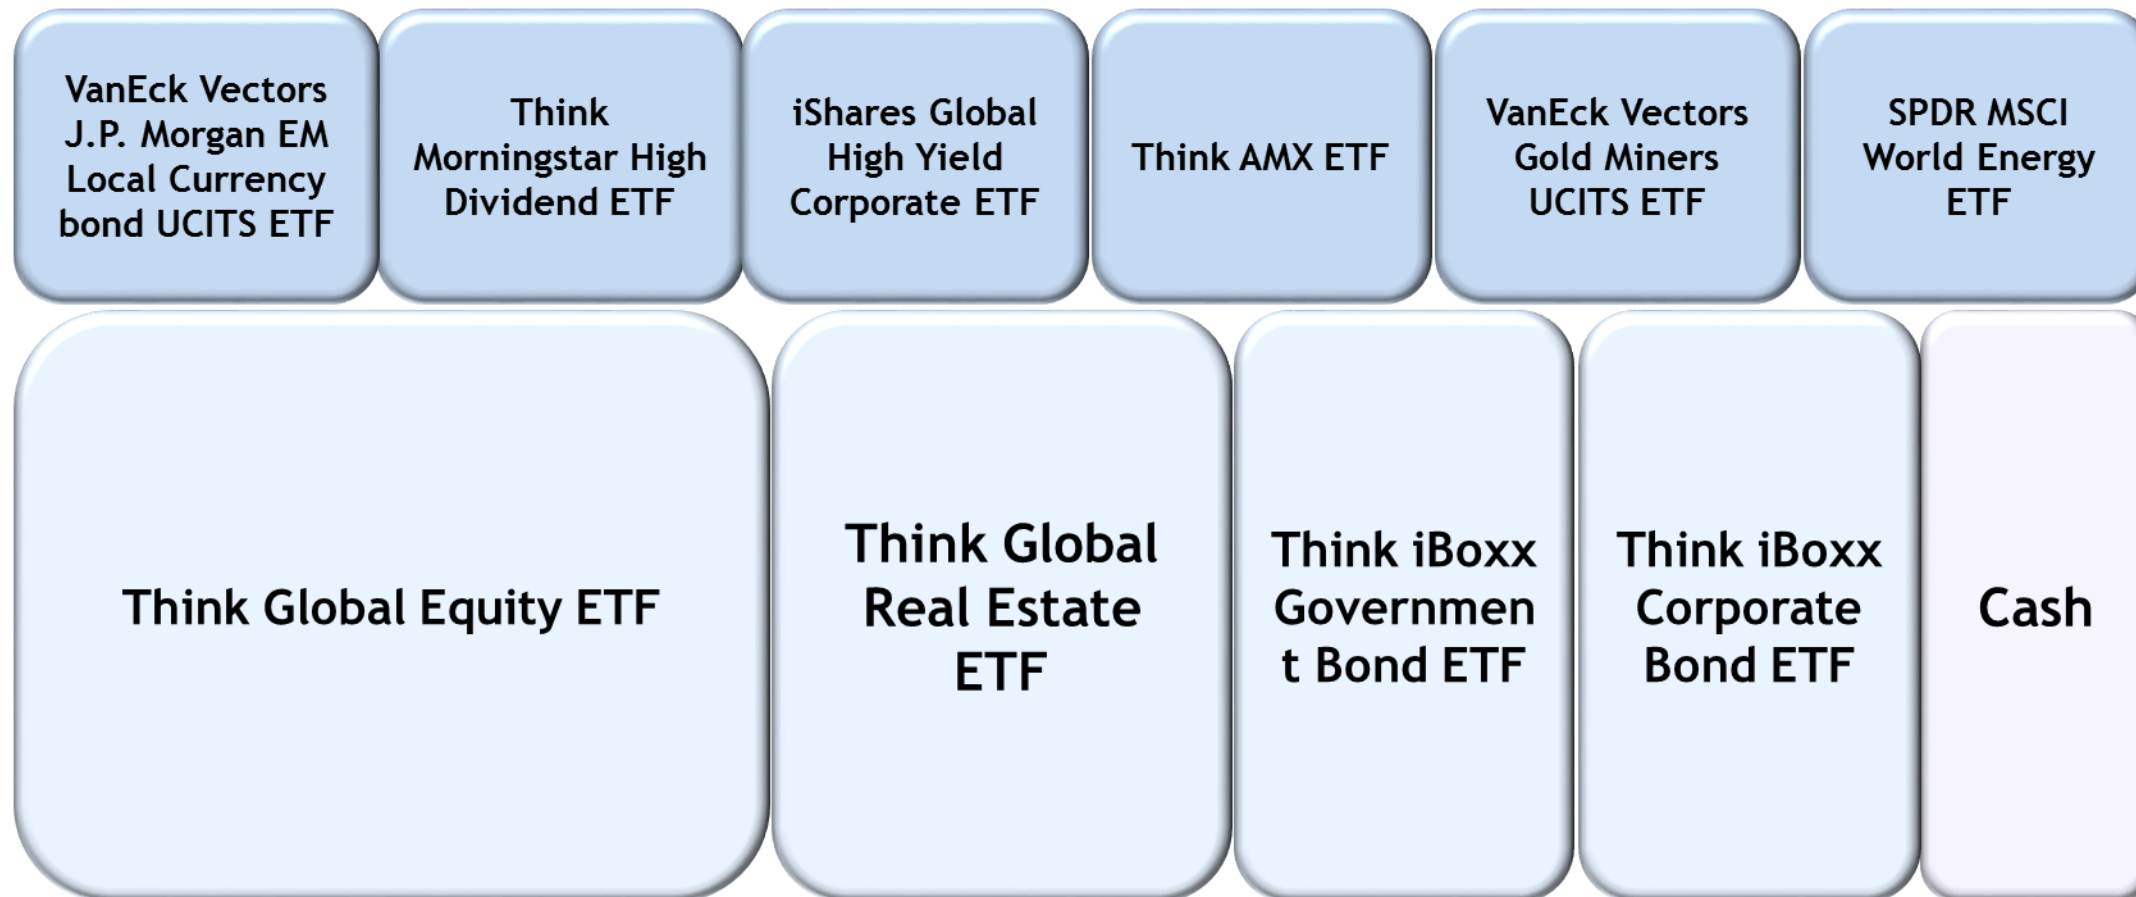 VanEck Vectors
J.P. Morgan EM
Local Currency
bond UCITS ETF
Think
Morningstar High
Dividend ETF
iShares Global
High Yield
Corporate ETF
Think AMX ETF
VanEck Vectors
Gold Miners
UCITS ETF
SPDR MSCI
World Energy
ETF
Think Global Equity ETF
Think Global
Real Estate
ETF
Think iBoxx
Governmen
t Bond ETF
Think iBoxx
Corporate
Bond ETF
Cash